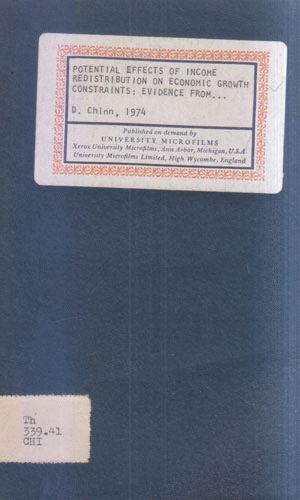 POTENTIAL EFFECTS OF INCOME
REDISTRIBUTION ON ECONOMIC GROWTH
CONSTRAINTS: EVIDENCE FROM...
D. Chinn, 1974
Published on demand by
UNIVERSITY MICROFILMS
Xerox University Microfilms, Ann Arbor, Michigan, U.S.A.
University Microfilms Limited, High Wycombe, England
Th
339.41
CHI